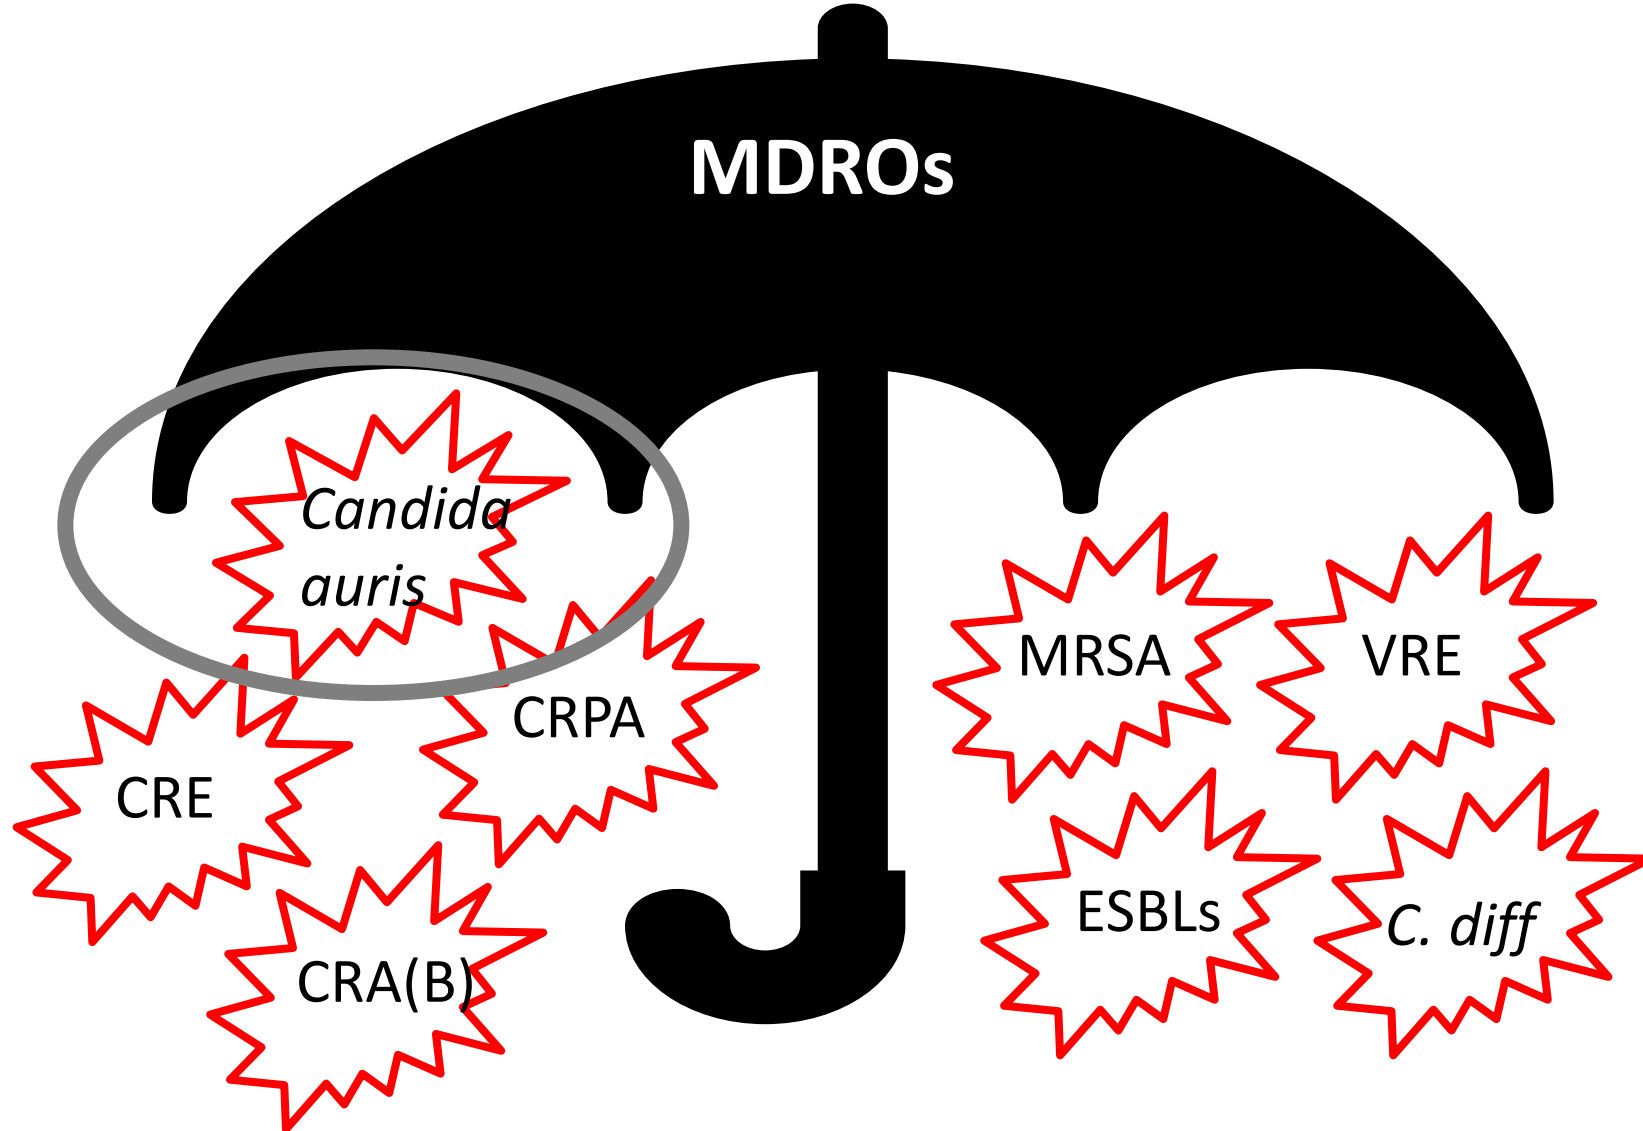 MDROs
Candida
auris
CRPA
CRE
CRA(B)
MRSA
VRE
ESBLs
C. diff